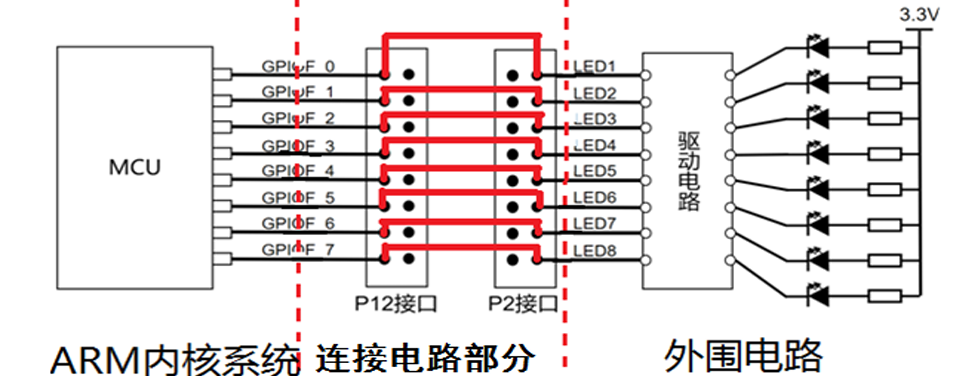 3.3V
GPIOF_0
LED1
GPIOF_1
LED2
GPIOF_2
LED3
GPIOF_3
LED4
GPIOF_4
LED5
GPIOF_5
LED6
GPIOF_6
LED7
GPIOF_7
LED8
MCU
驱动电路
P12接口
P2接口
ARM内核系统
连接电路部分
外围电路